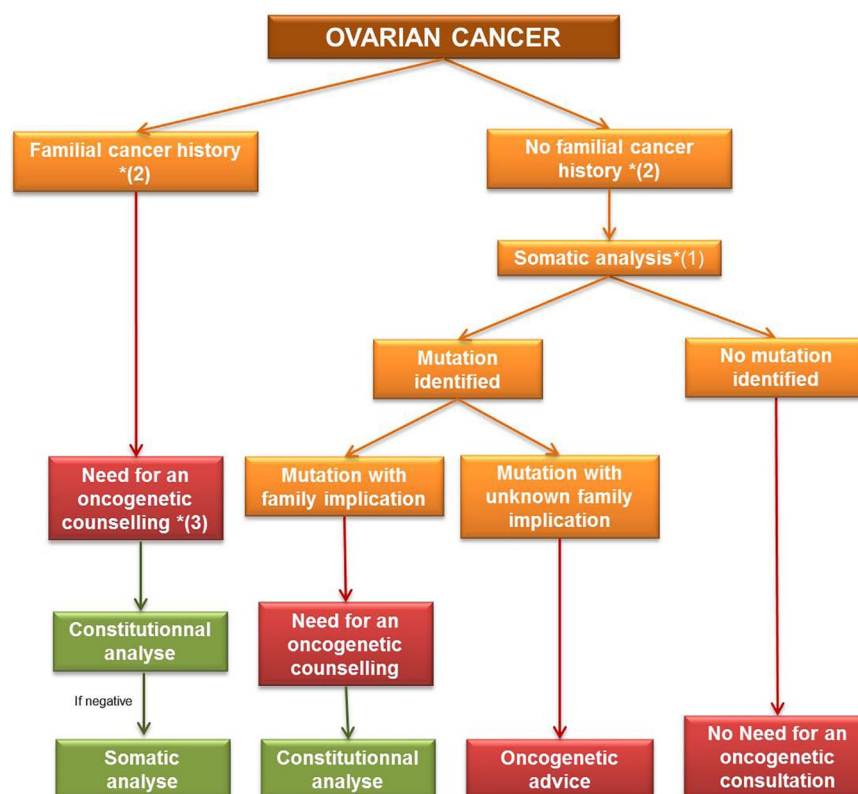 OVARIAN CANCER
Familial cancer history
*(2)
No familial cancer
history *(2)
Somatic analysis*(1)
Mutation
identified
No mutation
identified
Need for an
oncogenetic
counselling *(3)
Mutation with
family implication
Mutation with
unknown family
implication
Constitutionnal
analyse
Need for an
oncogenetic
counselling
If negative
Somatic
analyse
Constitutionnal
analyse
Oncogenetic
advice
No Need for an
oncogenetic
consultation